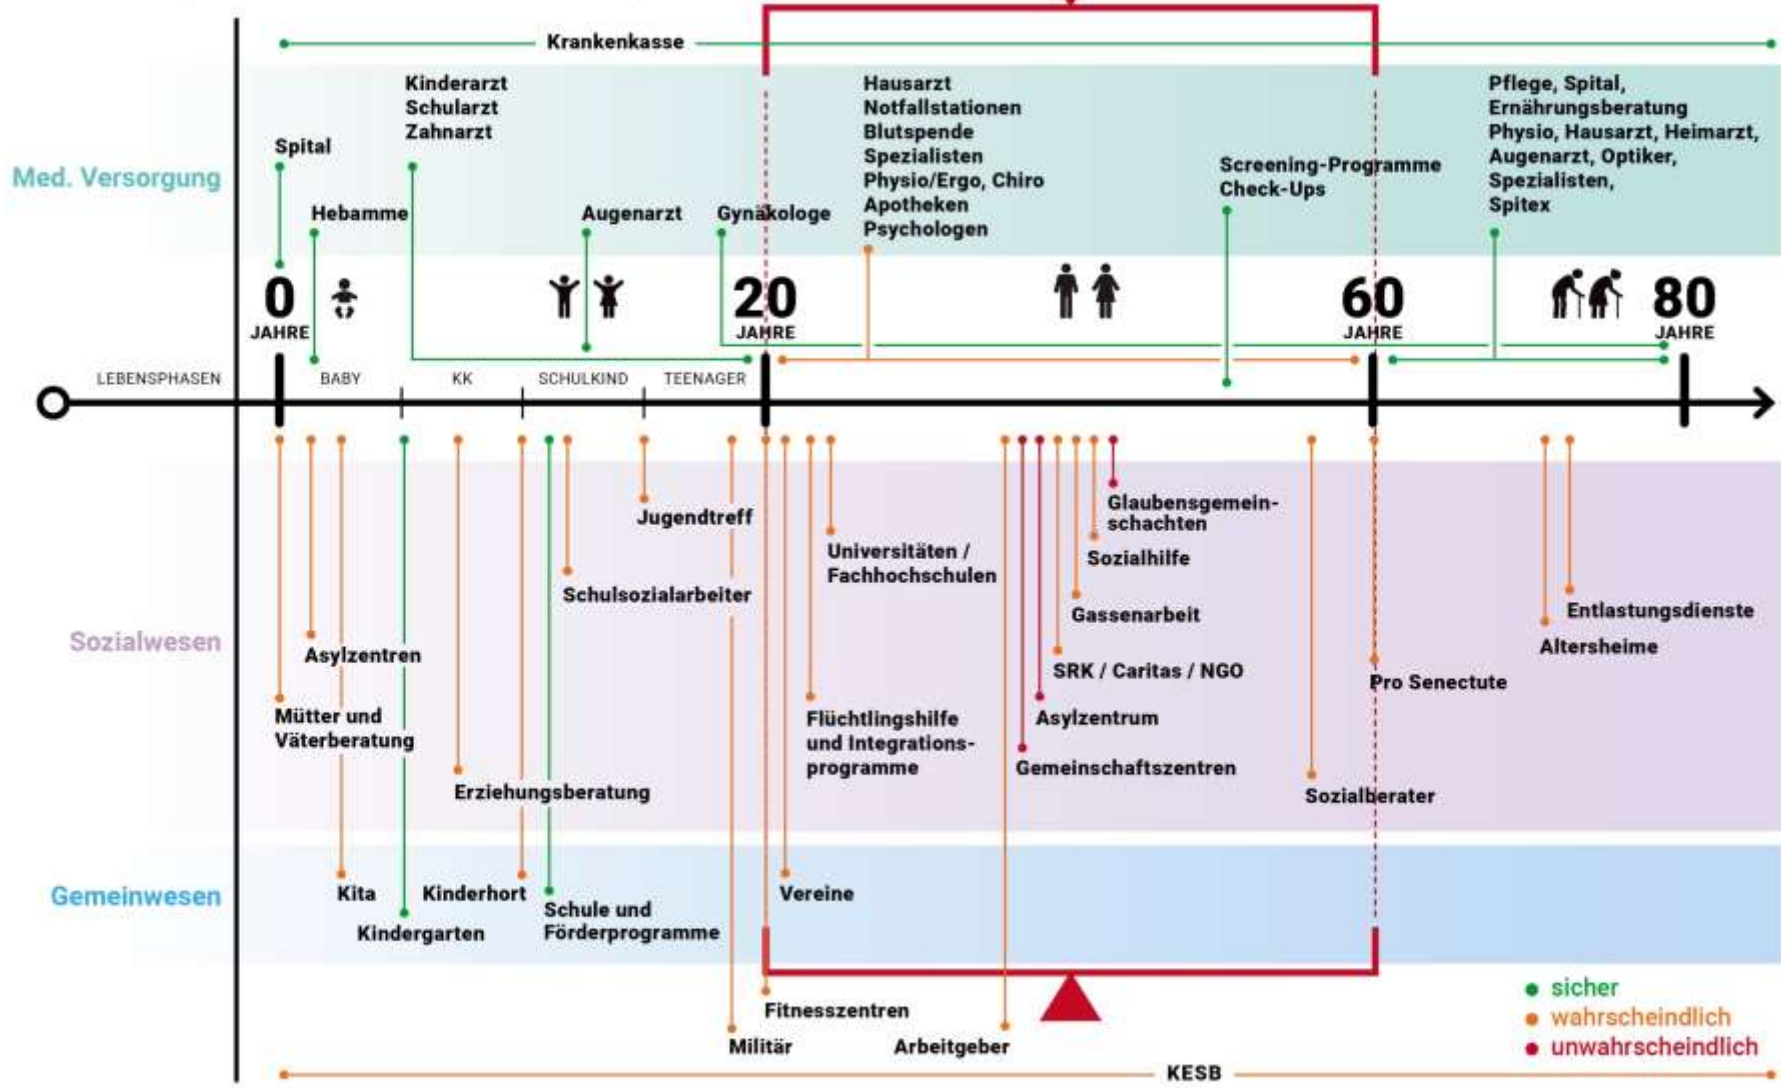 Krankenkasse
Kinderarzt
Schularzt
Zahnarzt
Hausarzt
Notfallstationen
Blutspende
Spezialisten
Physio/Ergo, Chiro
Apotheken
Psychologen
Pflege, Spital,
Ernährungsberatung
Physio, Hausarzt, Heimarzt,
Augenarzt, Optiker,
Spezialisten,
Spitex
Spital
Screening-Programme
Check-Ups
Med. Versorgung
Hebamme
Augenarzt
Gynäkologe
0
JAHRE
20
JAHRE
60
JAHRE
80
JAHRE
LEBENSPHASEN
BABY
KK
SCHULKIND
TEENAGER
Jugendtreff
Glaubensgemein-
schachten
Universitäten /
Fachhochschulen
Sozialhilfe
Schulsozialarbeiter
Gassenarbeit
Entlastungsdienste
Sozialwesen
Asylzentren
Altersheime
SRK / Caritas / NGO
Pro Senectute
Mütter und
Väterberatung
Flüchtlingshilfe
und Integrations-
programme
Asylzentrum
Gemeinschaftszentren
Erziehungsberatung
Sozialberater
Gemeinwesen
Kita
Kinderhort
Vereine
Kindergarten
Schule und
Förderprogramme
Fitnesszentren
Militär
Arbeitgeber
sicher
wahrscheindlich
unwahrscheindlich
KESB